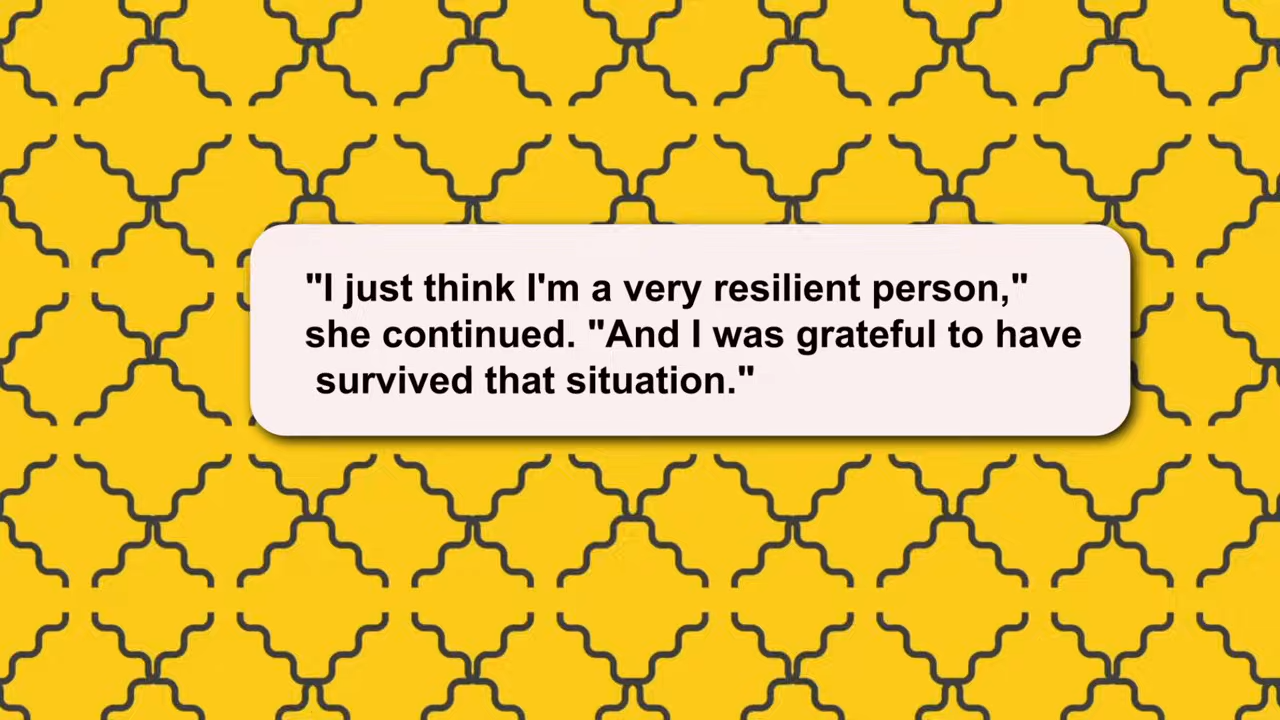 "I just think I'm a very resilient person,"
she continued. "And I was grateful to have
survived that situation."